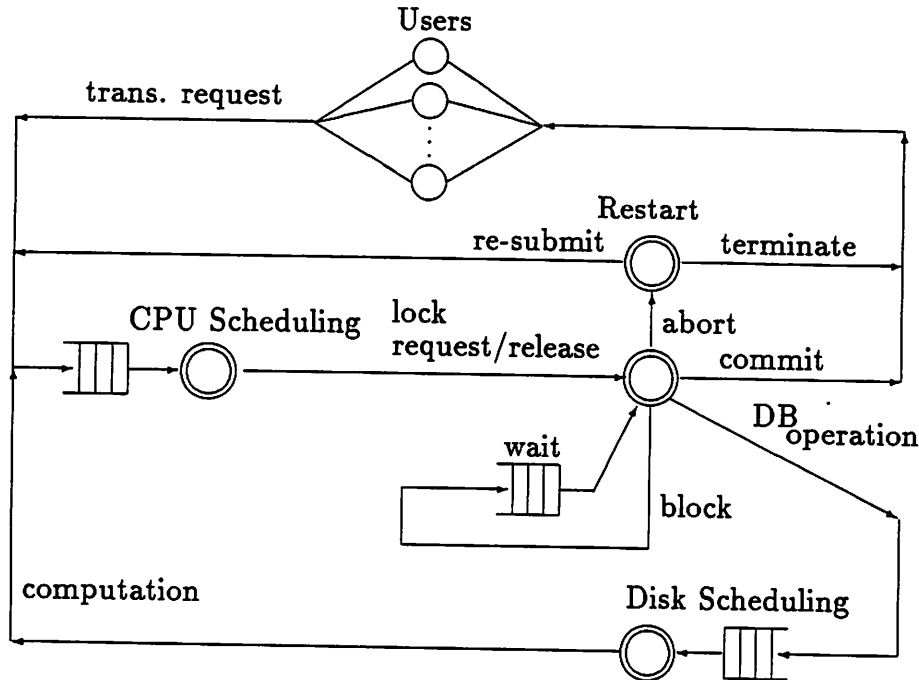 Users
trans. request
Restart
re-submit
terminate
CPU Scheduling
lock
request/release
abort
commit
DB
operation
wait
block
computation
Disk Scheduling